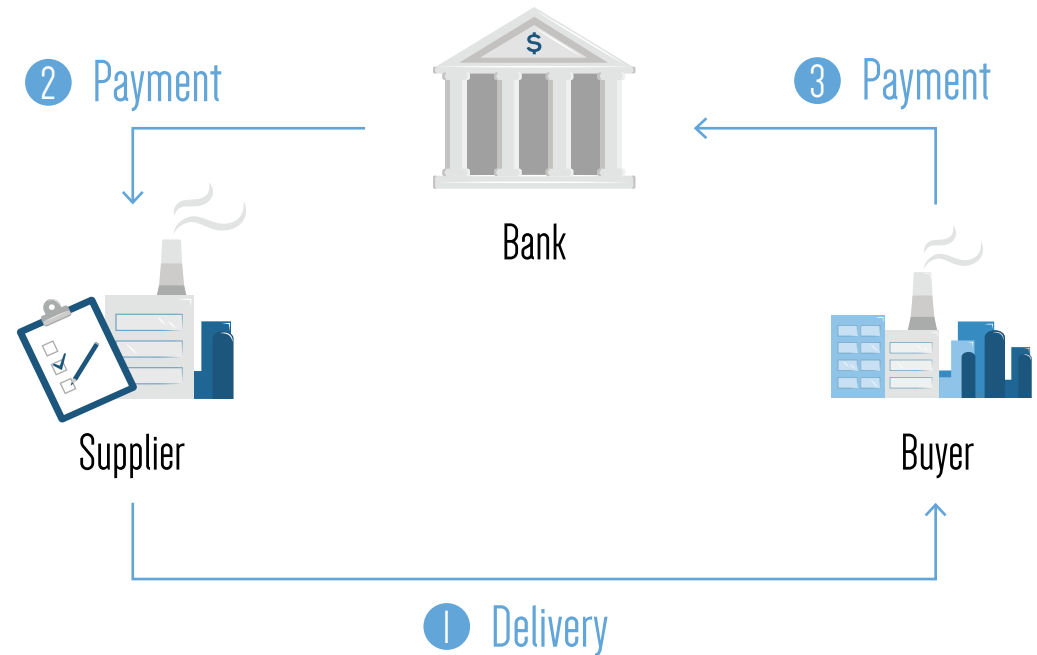 $
2 Payment
3 Payment
Bank
Supplier
Buyer
1 Delivery